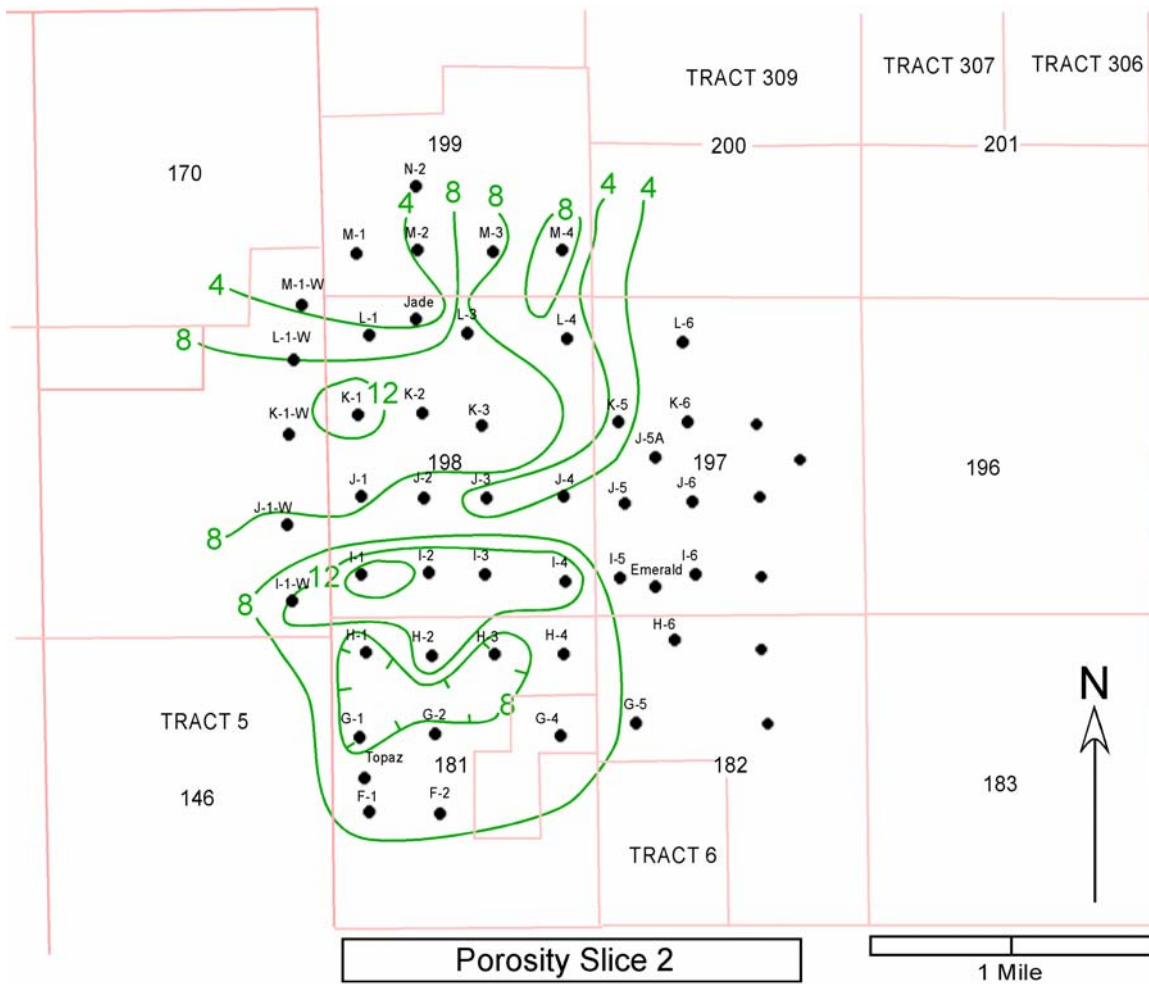 TRACT 309
TRACT 307
TRACT 306
199
200
201
170
N-2
4
8
8
8
4
4
M-1
M-2
M-3
M-4
M-1-W
4
Jade
L-1
L-3
L-4
L-6
8
L-1-W
K-1
12
K-2
K-3
K-5
K-6
K-1-W
J-5A
198
197
196
J-1
J-2
J-3
J-4
J-5
J-6
J-1-W
8
I-1
I-2
I-3
I-4
I-5
I-6
12
Emerald
I-1-W
8
H-1
H-2
H-3
H-4
H-6
N
8
TRACT 5
G-1
G-2
G-4
G-5
Topaz
181
182
183
146
F-1
F-2
TRACT 6
Porosity Slice 2
1 Mile